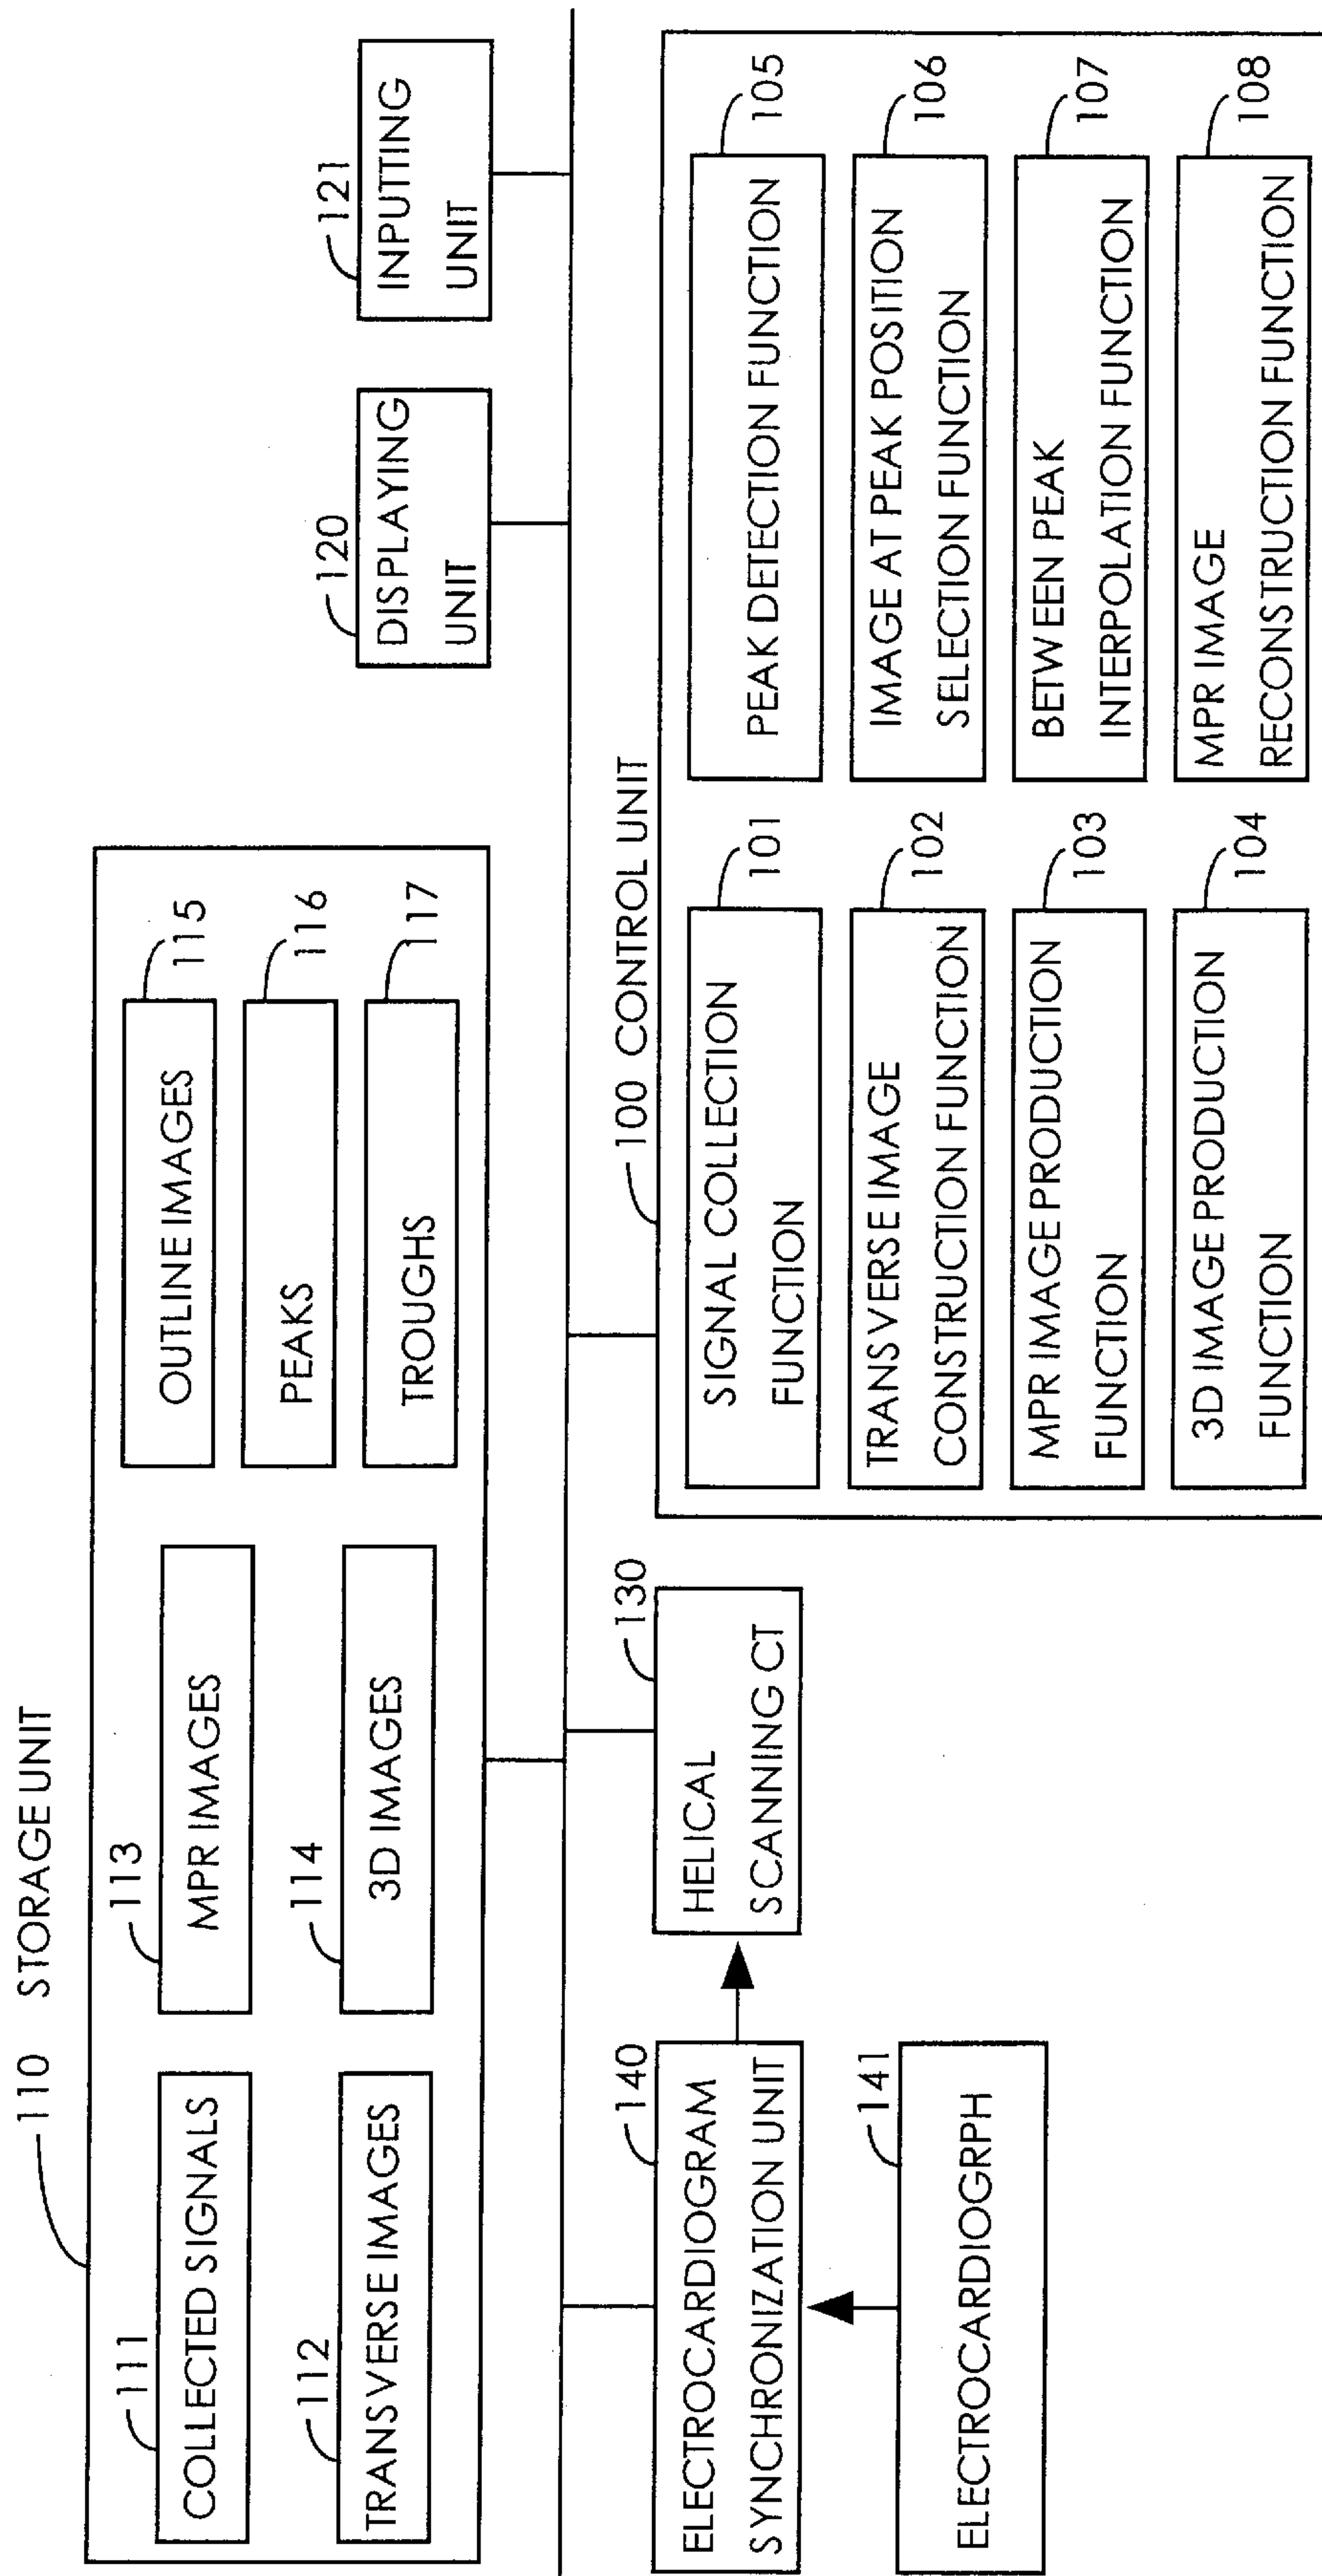 110 STORAGE UNIT
111
COLLECTED SIGNALS
112
TRANSVERSE IMAGES
113
MPR IMAGES
114
3D IMAGES
OUTLINE IMAGES
115
PEAKS
116
TROUGHS
117
120
DISPLAYING
UNIT
121
INPUTTING
UNIT
140
ELECTROCARDIOGRAM
SYNCHRONIZATION UNIT
141
ELECTROCARDIOGRPH
130
HELICAL
SCANNING CT
100 CONTROL UNIT
101
SIGNAL COLLECTION
FUNCTION
102
TRANSVERSE IMAGE
CONSTRUCTION FUNCTION
103
MPR IMAGE PRODUCTION
FUNCTION
104
3D IMAGE PRODUCTION
FUNCTION
105
PEAK DETECTION FUNCTION
106
IMAGE AT PEAK POSITION
SELECTION FUNCTION
107
BETWEEN PEAK
INTERPOLATION FUNCTION
108
MPR IMAGE
RECONSTRUCTION FUNCTION